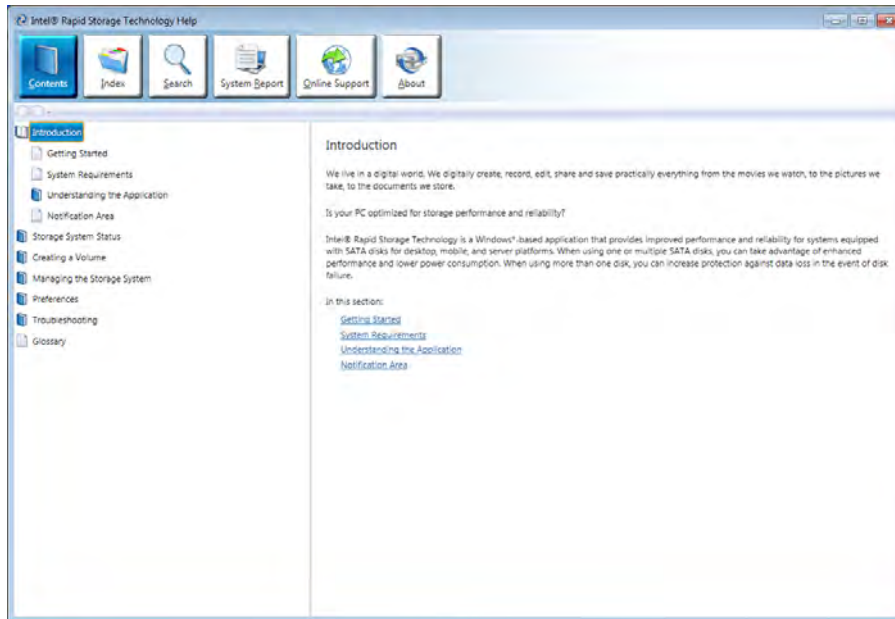 Intel® Rapid Storage Technology Help
Contents Index Search System Report Online Support About
Introduction
Getting Started
System Requirements
Understanding the Application
Notification Area
Storage System Status
Creating a Volume
Managing the Storage System
Preferences
Troubleshooting
Glossary
Introduction
We live in a digital world. We digitally create, record, edit, share and save practically everything from the movies we watch, to the pictures we
take, to the documents we store.
Is your PC optimized for storage performance and reliability?
Intel® Rapid Storage Technology is a Windows*-based application that provides improved performance and reliability for systems equipped
with SATA disks for desktop, mobile, and server platforms. When using one or multiple SATA disks, you can take advantage of enhanced
performance and lower power consumption. When using more than one disk, you can increase protection against data loss in the event of disk
failure.
In this section:
Getting Started
System Requirements
Understanding the Application
Notification Area